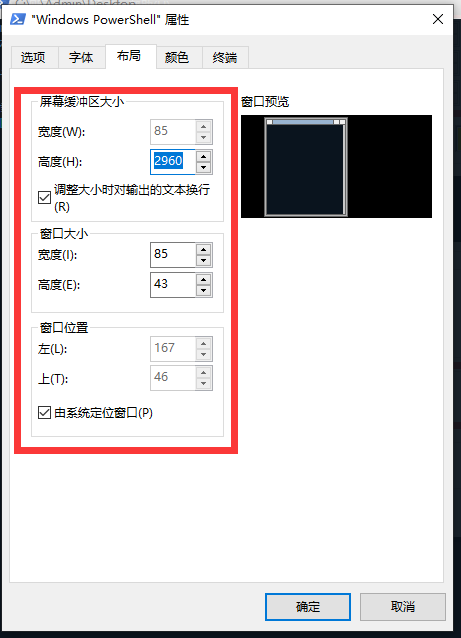 "Windows PowerShell" 属性
选项 字体 布局 颜色 终端
屏幕缓冲区大小 窗口预览
宽度(W): 85
高度(H): 2960
调整大小时对输出的文本换行
(R)
窗口大小
宽度(I): 85
高度(E): 43
窗口位置
左(L): 167
上(T): 46
由系统定位窗口(P)
确定 取消